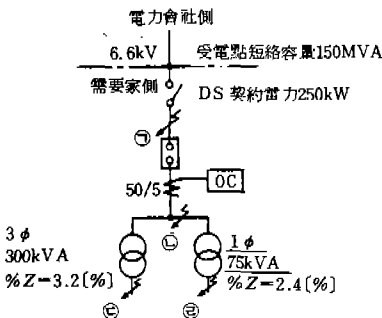 電力會社側
6.6kV 受電點短絡容量150MVA
需要家側 DS 契約電力250kW
㉠
50/5 OC
㉡
3 φ
300kVA
%Z=3.2[%]
1 φ
75kVA
%Z=2.4[%]
㉢ ㉣